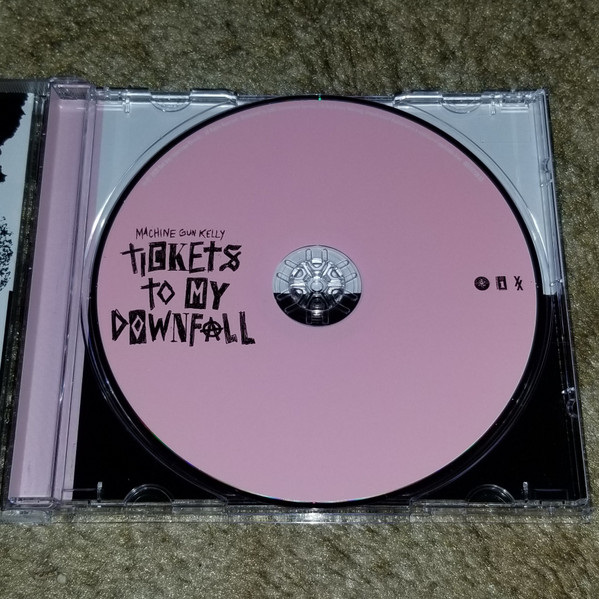 MACHINE GUN KELLY
TICKETS
TO MY
DOWNFALL